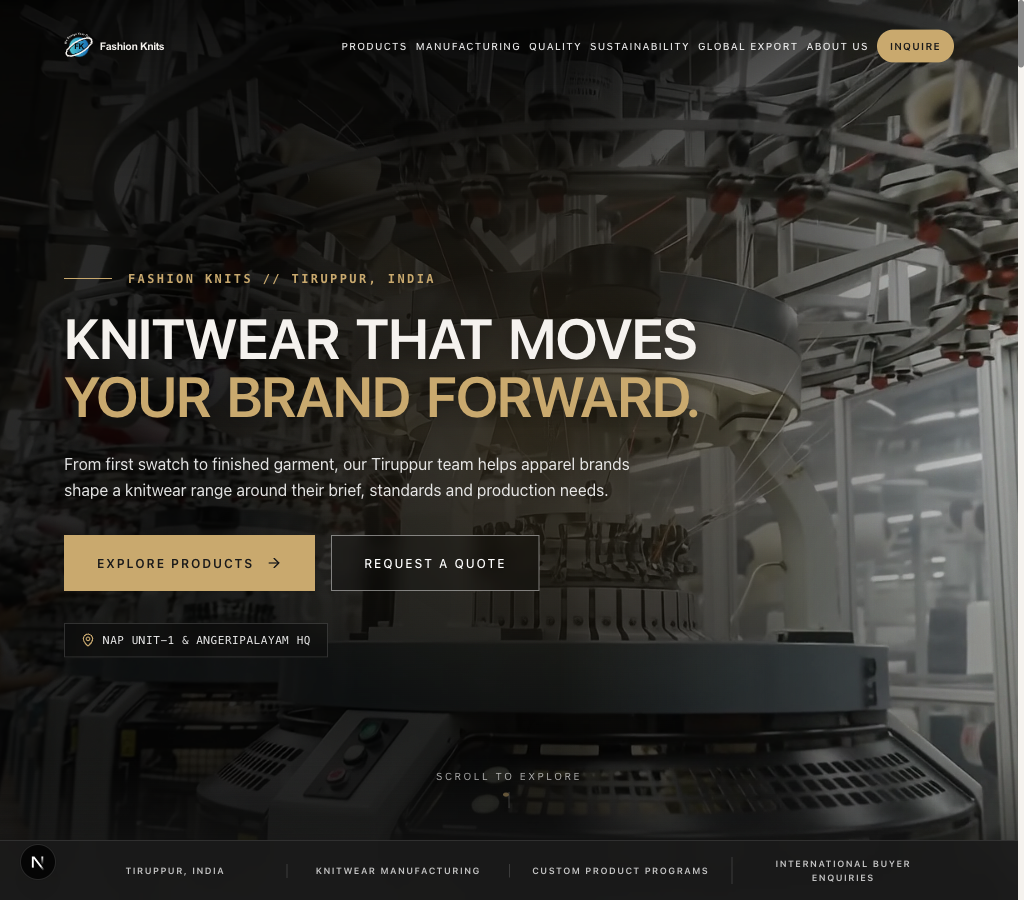 FK
Fashion Knits
PRODUCTS
MANUFACTURING
QUALITY
SUSTAINABILITY
GLOBAL EXPORT
ABOUT US
INQUIRE
FASHION KNITS // TIRUPPUR, INDIA
KNITWEAR THAT MOVES
YOUR BRAND FORWARD.
From first swatch to finished garment, our Tiruppur team helps apparel brands
shape a knitwear range around their brief, standards and production needs.
EXPLORE PRODUCTS →
REQUEST A QUOTE
NAP UNIT–1 & ANGERIPALAYAM HQ
SCROLL TO EXPLORE
N
TIRUPPUR, INDIA
KNITWEAR MANUFACTURING
CUSTOM PRODUCT PROGRAMS
INTERNATIONAL BUYER
ENQUIRIES